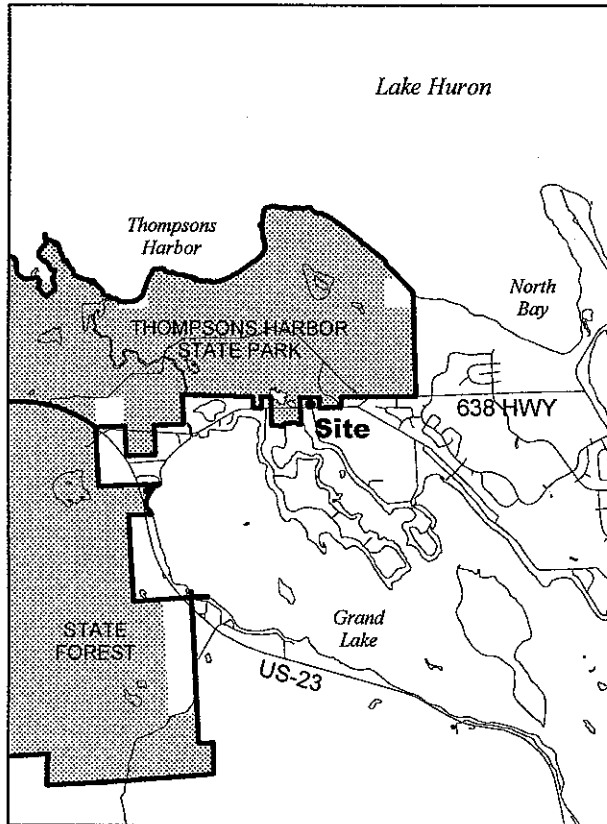 Lake Huron
Thompsons
Harbor
North
Bay
THOMPSONS HARBOR
STATE PARK
638 HWY
Site
Grand
Lake
STATE
FOREST
US-23